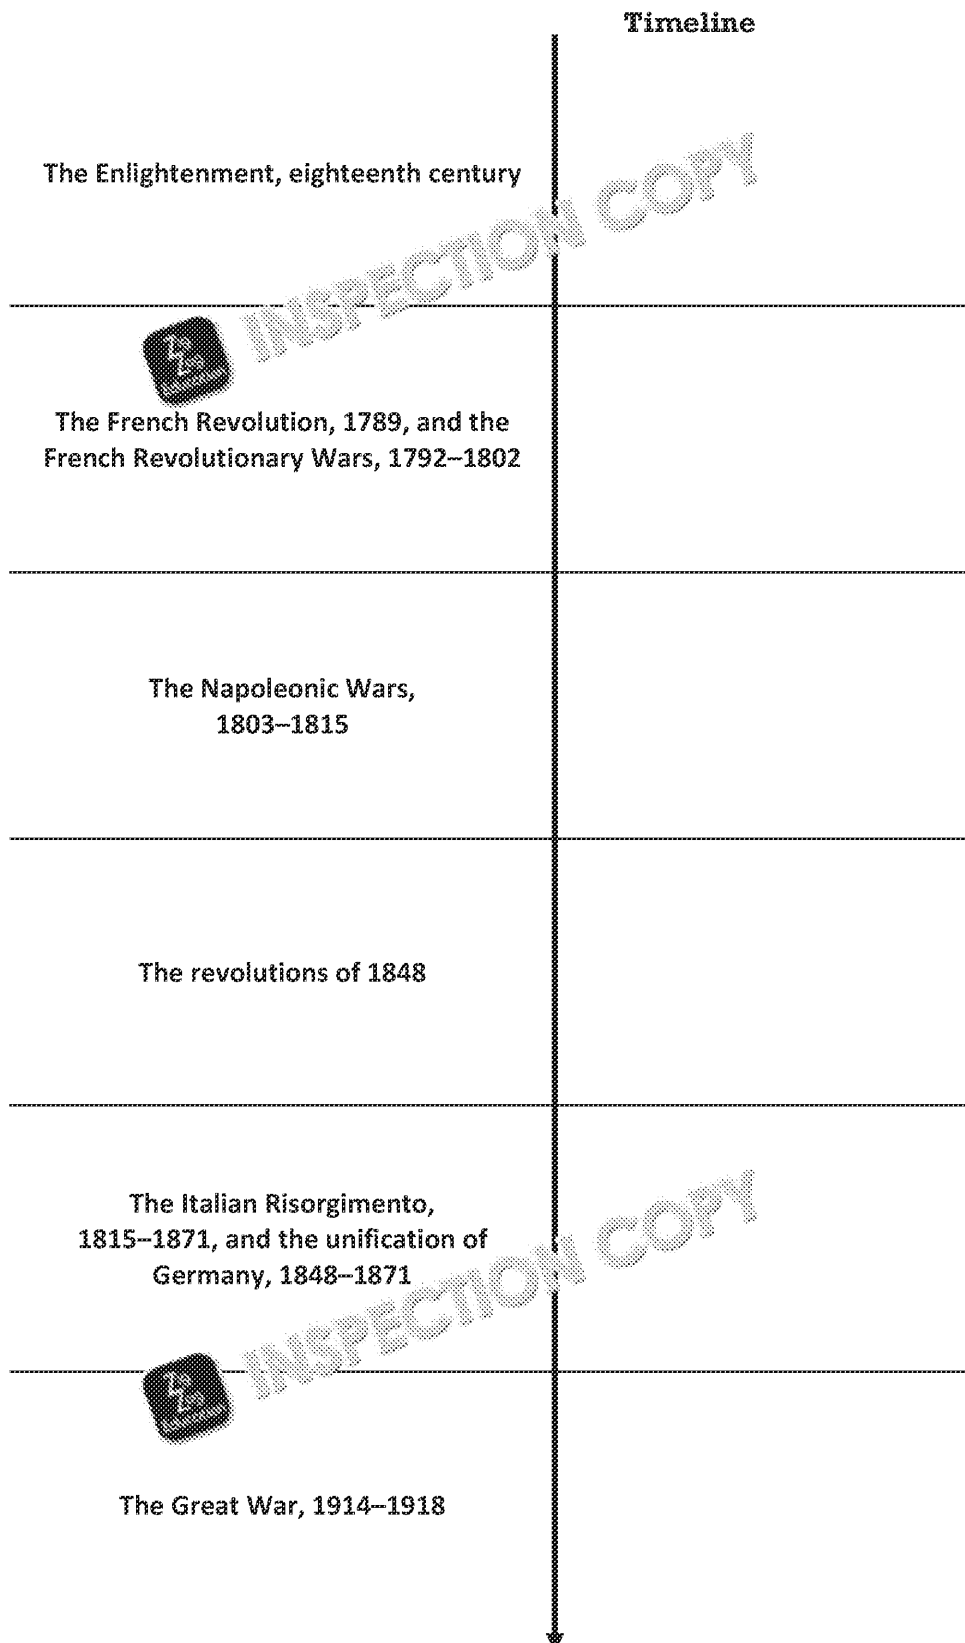 Timeline
The Enlightenment, eighteenth century
INSPECTION COPY
The French Revolution, 1789, and the
French Revolutionary Wars, 1792–1802
The Napoleonic Wars,
1803–1815
The revolutions of 1848
The Italian Risorgimento,
1815–1871, and the unification of
Germany, 1848–1871
INSPECTION COPY
The Great War, 1914–1918